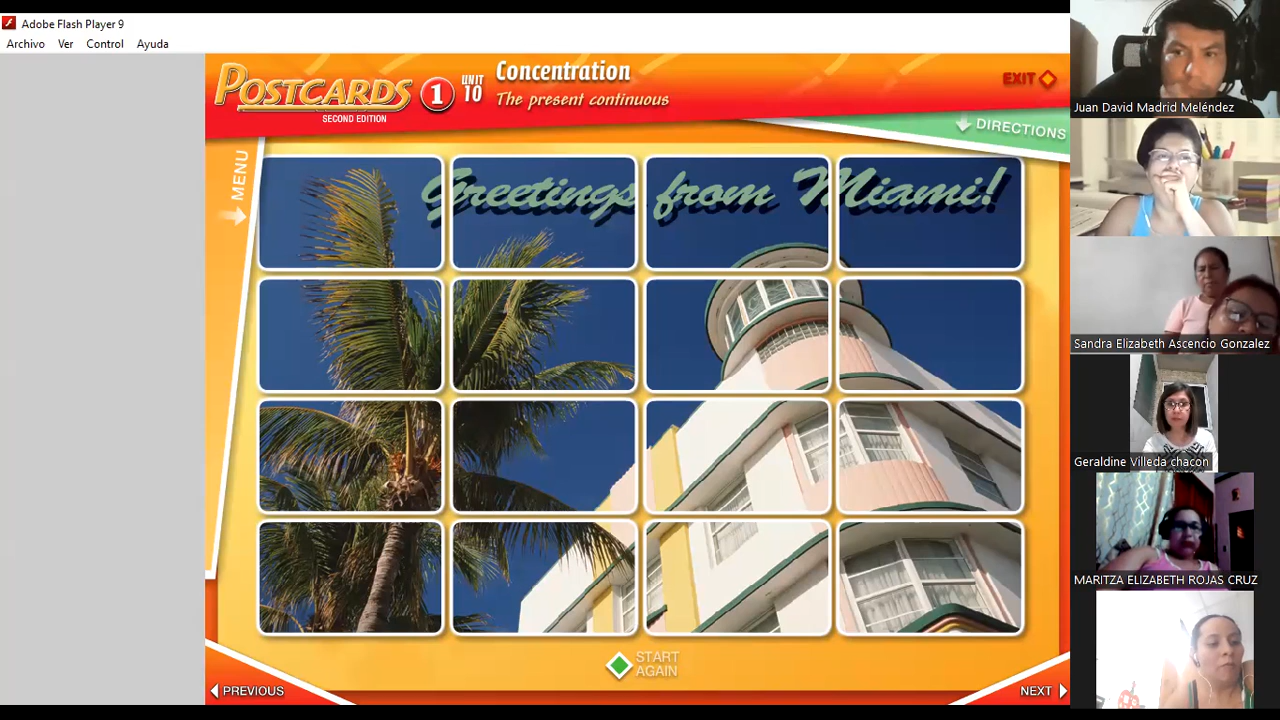 Adobe Flash Player 9
Archivo Ver Control Ayuda
POSTCARDS 1 UNIT 10
SECOND EDITION
Concentration
The present continuous
EXIT
DIRECTIONS
MENU
Greetings from Miami!
START AGAIN
PREVIOUS
NEXT
Juan David Madrid Meléndez
Sandra Elizabeth Ascencio Gonzalez
Geraldine Villeda chacon
MARITZA ELIZABETH ROJAS CRUZ